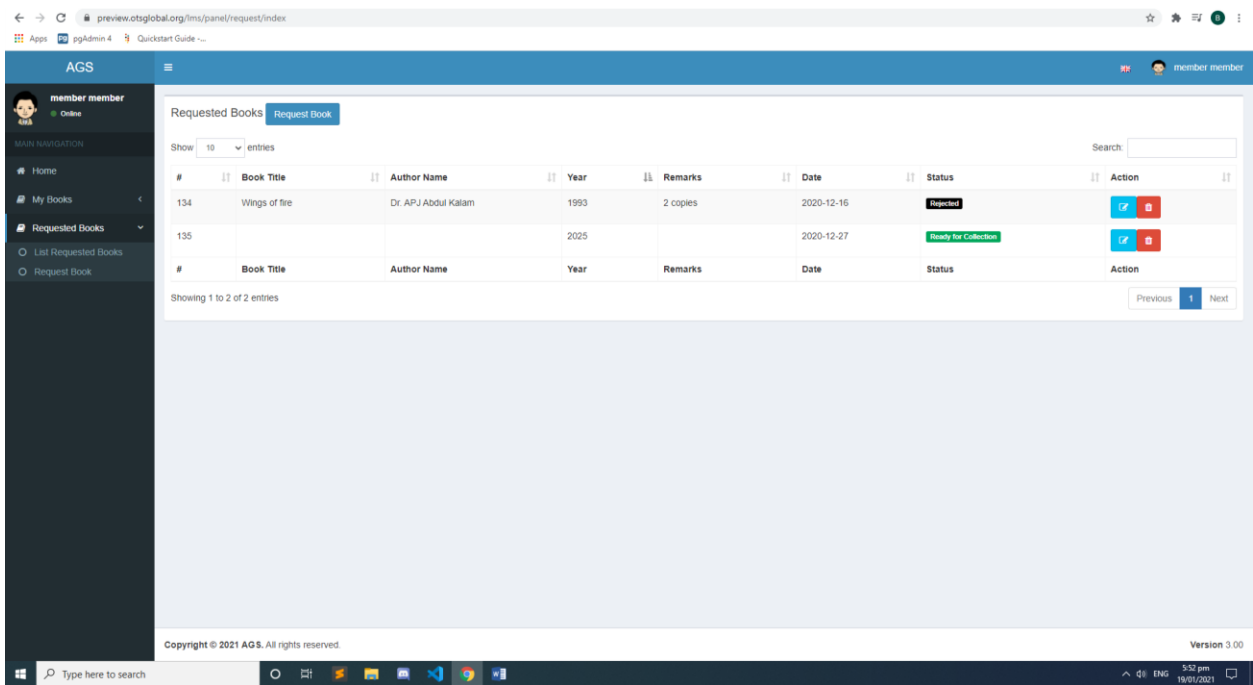 preview.otsglobal.org/lms/panel/request/index
B
Apps pgAdmin 4 Quickstart Guide -...
AGS
member member
member member
Online
MAIN NAVIGATION
Home
My Books
Requested Books
List Requested Books
Request Book
Requested Books Request Book
Show 10 entries Search:
# Book Title Author Name Year Remarks Date Status Action
134 Wings of fire Dr. APJ Abdul Kalam 1993 2 copies 2020-12-16 Rejected
135 2025 2020-12-27 Ready for Collection
# Book Title Author Name Year Remarks Date Status Action
Showing 1 to 2 of 2 entries Previous 1 Next
Copyright © 2021 AGS. All rights reserved. Version 3.00
Type here to search
ENG 5:52 pm
19/01/2021